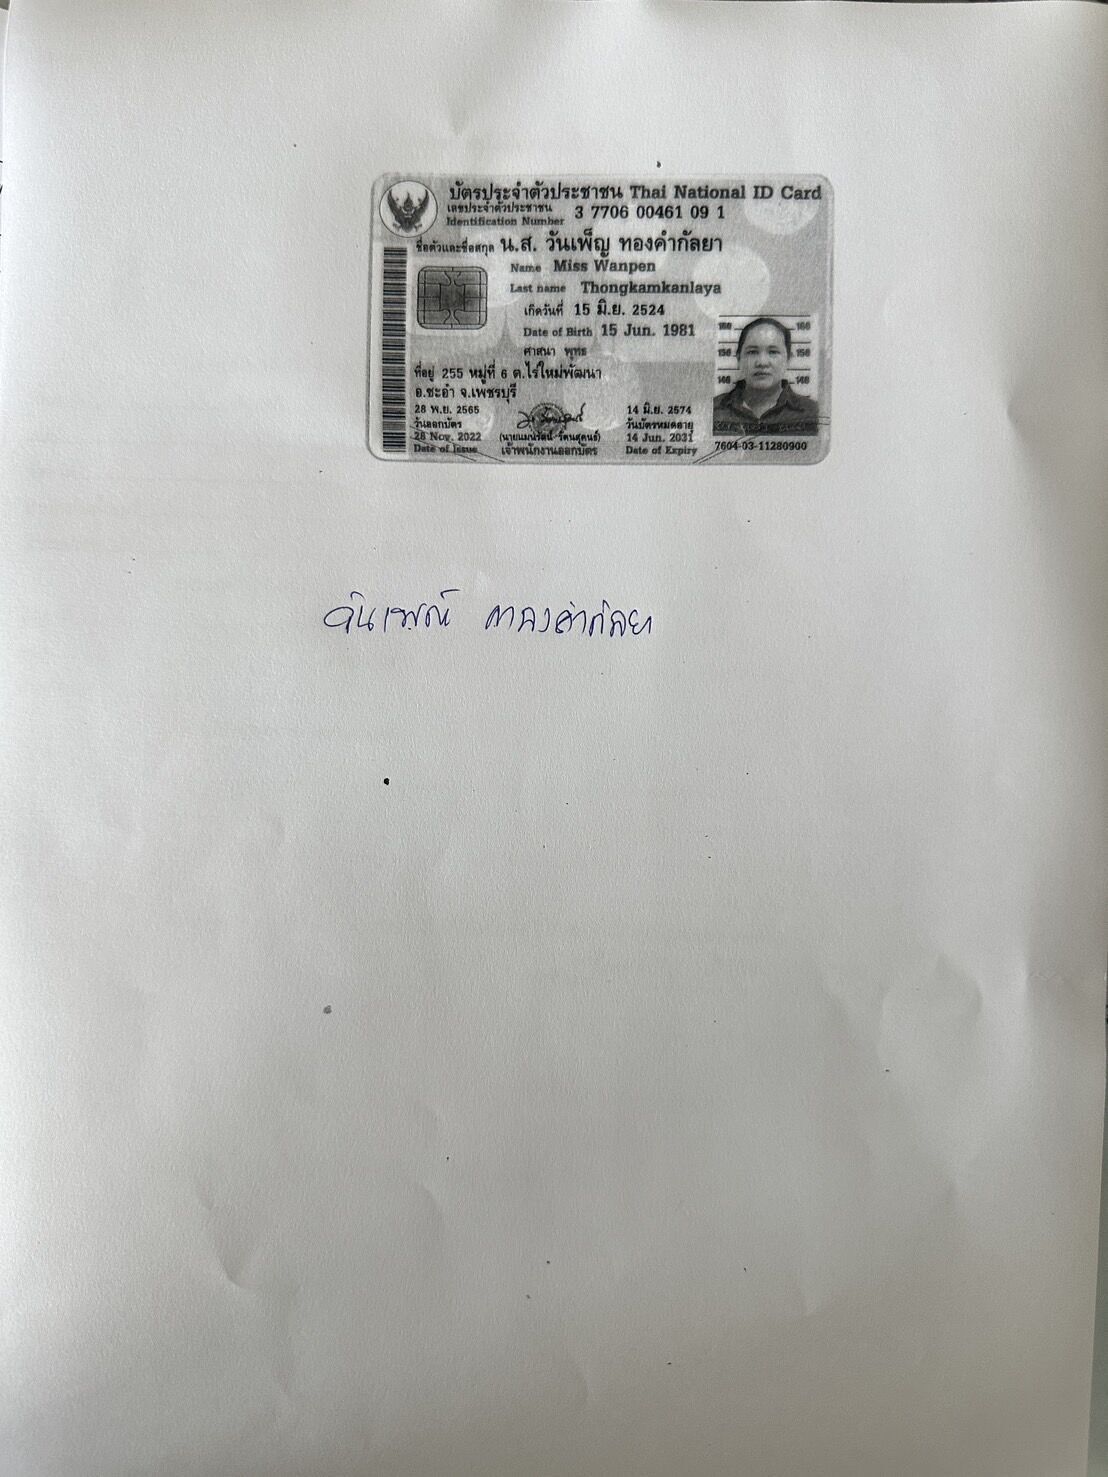 บัตรประจำตัวประชาชน Thai National ID Card
เลขประจำตัวประชาชน
Identification Number 3 7706 00461 09 1
ชื่อตัวและชื่อสกุล น.ส. วันเพ็ญ ทองคำกัลยา
Name Miss Wanpen
Last name Thongkamkanlaya
เกิดวันที่ 15 มิ.ย. 2524
Date of Birth 15 Jun. 1981
ศาสนา พุทธ
ที่อยู่ 255 หมู่ที่ 6 ต.ไร่ใหม่พัฒนา
อ.ชะอำ จ.เพชรบุรี
28 พ.ย. 2565
วันออกบัตร
28 Nov. 2022
Date of Issue
เจ้าพนักงานออกบัตร
14 มิ.ย. 2574
วันบัตรหมดอายุ
14 Jun. 2031
Date of Expiry
160 160
150 150
140 140
7604-03-11280900
ทองคำกัลยา